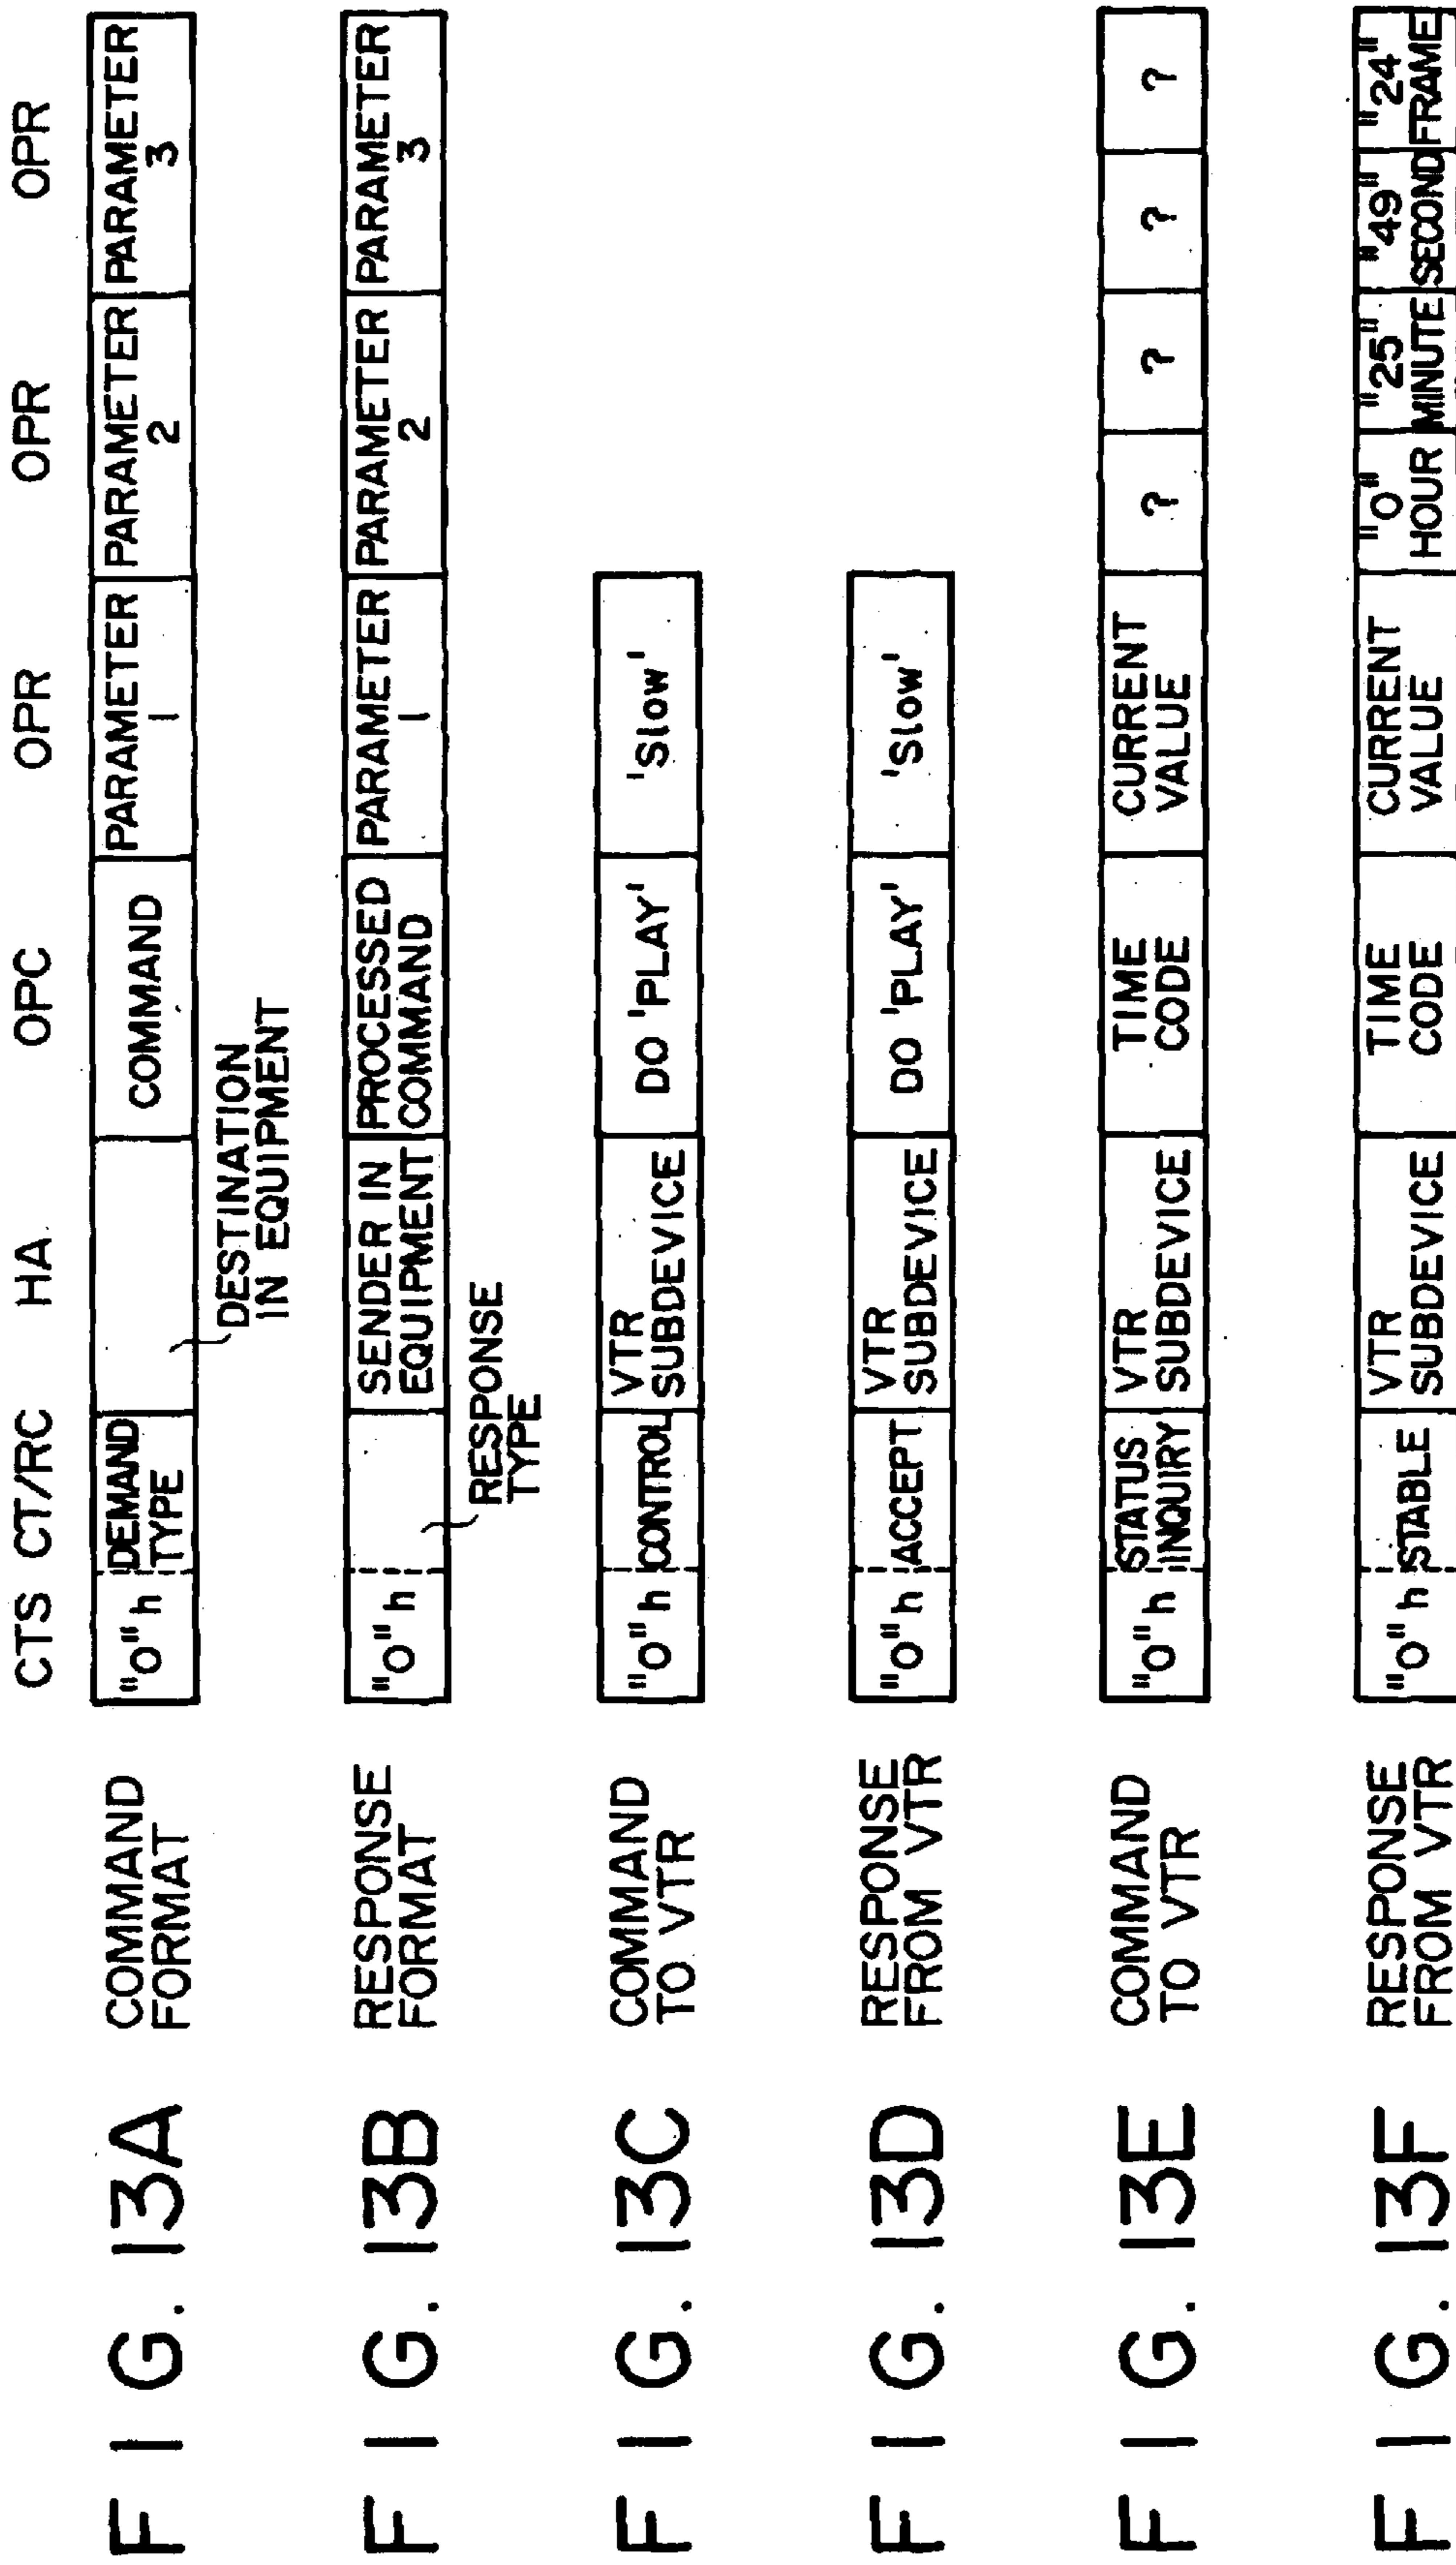 CTS CT/RC HA OPC OPR OPR OPR
FIG. 13A
COMMAND
FORMAT
"0" h
DEMAND
TYPE
COMMAND
PARAMETER
1
PARAMETER
2
PARAMETER
3
DESTINATION
IN EQUIPMENT
FIG. 13B
RESPONSE
FORMAT
"0" h
SENDER IN
EQUIPMENT
PROCESSED
COMMAND
PARAMETER
1
PARAMETER
2
PARAMETER
3
RESPONSE
TYPE
FIG. 13C
COMMAND
TO VTR
"0" h
CONTROL
VTR
SUBDEVICE
DO 'PLAY'
'Slow'
FIG. 13D
RESPONSE
FROM VTR
"0" h
ACCEPT
VTR
SUBDEVICE
DO 'PLAY'
'Slow'
FIG. 13E
COMMAND
TO VTR
"0" h
STATUS
INQUIRY
VTR
SUBDEVICE
TIME
CODE
CURRENT
VALUE
?
?
?
?
FIG. 13F
RESPONSE
FROM VTR
"0" h
STABLE
VTR
SUBDEVICE
TIME
CODE
CURRENT
VALUE
"0"
HOUR
"25"
MINUTE
"49"
SECOND
"24"
FRAME